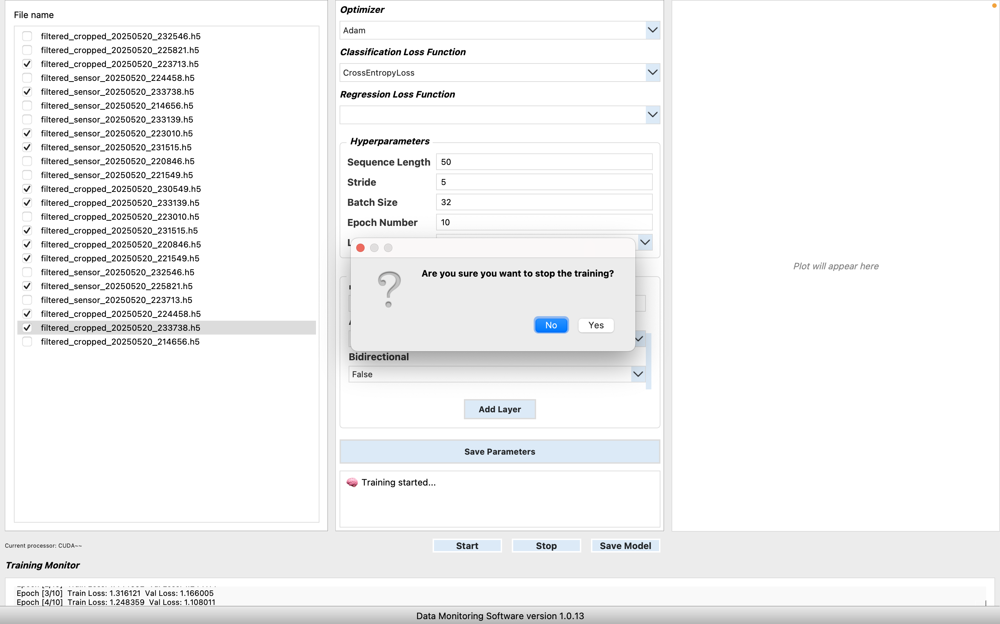 File name
filtered_cropped_20250520_232546.h5
filtered_cropped_20250520_225821.h5
filtered_cropped_20250520_223713.h5
filtered_sensor_20250520_224458.h5
filtered_sensor_20250520_233738.h5
filtered_sensor_20250520_214656.h5
filtered_sensor_20250520_233139.h5
filtered_sensor_20250520_223010.h5
filtered_sensor_20250520_231515.h5
filtered_sensor_20250520_220846.h5
filtered_sensor_20250520_221549.h5
filtered_cropped_20250520_230549.h5
filtered_cropped_20250520_233139.h5
filtered_cropped_20250520_223010.h5
filtered_cropped_20250520_231515.h5
filtered_cropped_20250520_220846.h5
filtered_cropped_20250520_221549.h5
filtered_sensor_20250520_232546.h5
filtered_sensor_20250520_225821.h5
filtered_sensor_20250520_223713.h5
filtered_cropped_20250520_224458.h5
filtered_cropped_20250520_233738.h5
filtered_cropped_20250520_214656.h5
Optimizer
Adam
Classification Loss Function
CrossEntropyLoss
Regression Loss Function
Hyperparameters
Sequence Length 50
Stride 5
Batch Size 32
Epoch Number 10
Are you sure you want to stop the training?
No Yes
Bidirectional
False
Add Layer
Save Parameters
🧠 Training started...
Plot will appear here
Current processor: CUDA~~
Start Stop Save Model
Training Monitor
Epoch [3/10] Train Loss: 1.316121 Val Loss: 1.166005
Epoch [4/10] Train Loss: 1.248359 Val Loss: 1.108011
Data Monitoring Software version 1.0.13